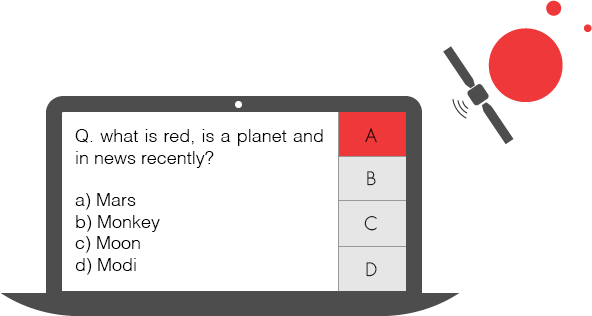 Q. what is red, is a planet and
in news recently?
a) Mars
b) Monkey
c) Moon
d) Modi
A
B
C
D